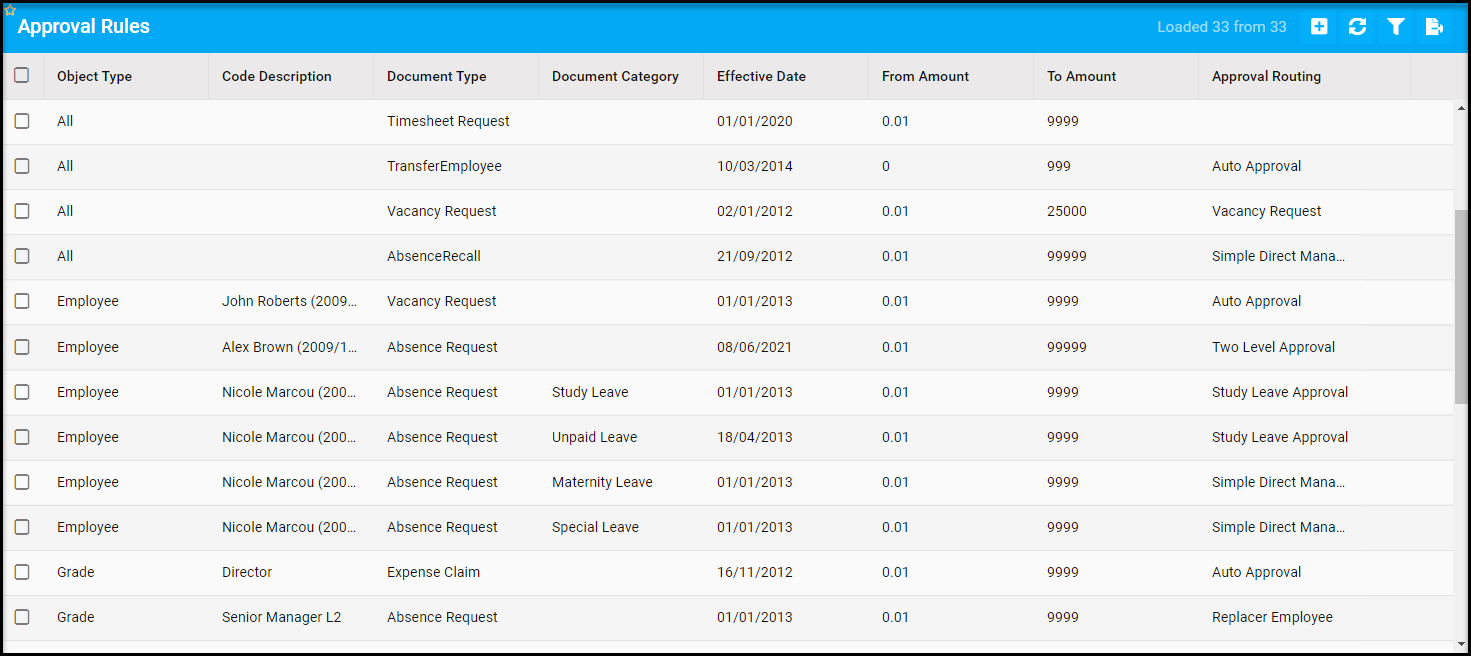 Approval Rules Loaded 33 from 33
Object Type Code Description Document Type Document Category Effective Date From Amount To Amount Approval Routing
All Timesheet Request 01/01/2020 0.01 9999
All TransferEmployee 10/03/2014 0 999 Auto Approval
All Vacancy Request 02/01/2012 0.01 25000 Vacancy Request
All AbsenceRecall 21/09/2012 0.01 99999 Simple Direct Mana...
Employee John Roberts (2009... Vacancy Request 01/01/2013 0.01 9999 Auto Approval
Employee Alex Brown (2009/1... Absence Request 08/06/2021 0.01 99999 Two Level Approval
Employee Nicole Marcou (200... Absence Request Study Leave 01/01/2013 0.01 9999 Study Leave Approval
Employee Nicole Marcou (200... Absence Request Unpaid Leave 18/04/2013 0.01 9999 Study Leave Approval
Employee Nicole Marcou (200... Absence Request Maternity Leave 01/01/2013 0.01 9999 Simple Direct Mana...
Employee Nicole Marcou (200... Absence Request Special Leave 01/01/2013 0.01 9999 Simple Direct Mana...
Grade Director Expense Claim 16/11/2012 0.01 9999 Auto Approval
Grade Senior Manager L2 Absence Request 01/01/2013 0.01 9999 Replacer Employee